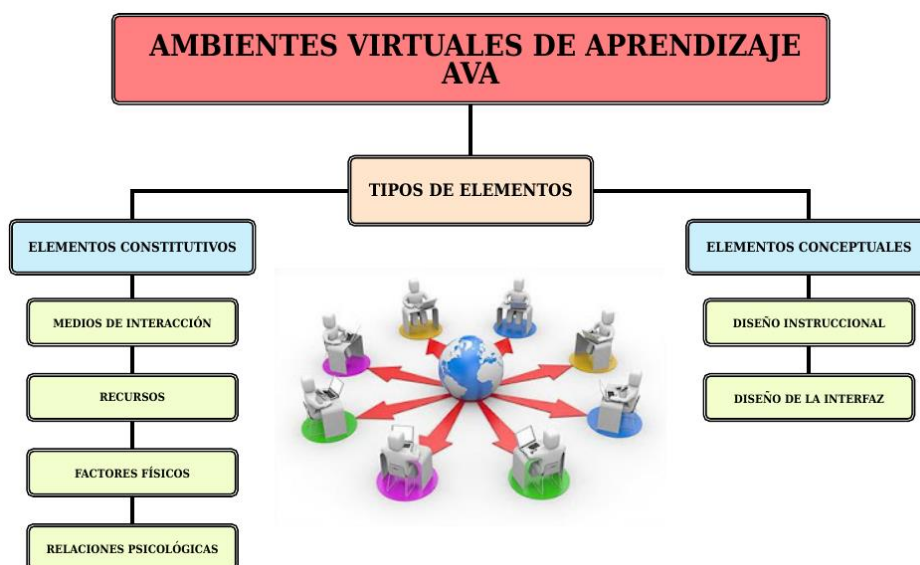 AMBIENTES VIRTUALES DE APRENDIZAJE
AVA
TIPOS DE ELEMENTOS
ELEMENTOS CONSTITUTIVOS
MEDIOS DE INTERACCIÓN
RECURSOS
FACTORES FÍSICOS
RELACIONES PSICOLÓGICAS
ELEMENTOS CONCEPTUALES
DISEÑO INSTRUCCIONAL
DISEÑO DE LA INTERFAZ